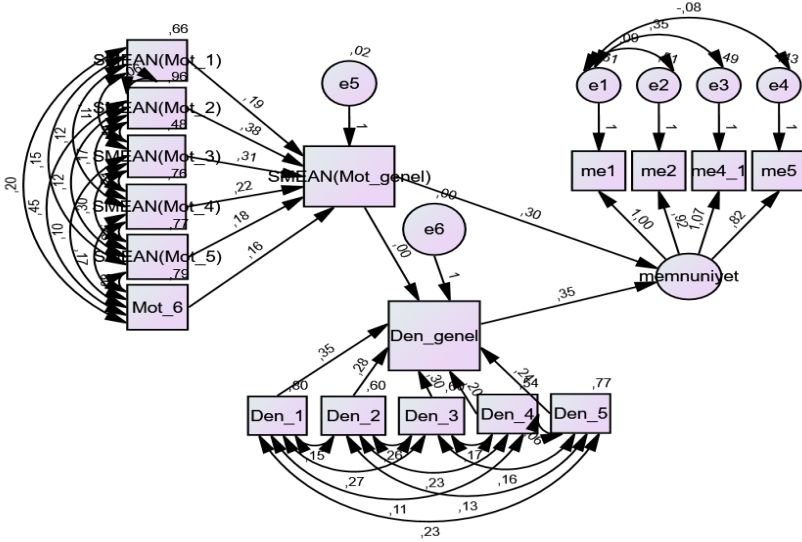 ,66
SMEAN(Mot_1)
,96
SMEAN(Mot_2)
,48
SMEAN(Mot_3)
,76
SMEAN(Mot_4)
,77
SMEAN(Mot_5)
,79
Mot_6
,11
,12
,15
,20
,17
,12
,45
,30
,10
,17
,19
,38
,31
,22
,18
,16
,02
e5
1
SMEAN(Mot_genel)
,00
e6
1
,00
,30
-,08
,35
,09
e1
e2
,49
e3
e4
1
1
1
1
me1
me2
me4_1
me5
1,00
,92
1,07
,82
memnuniyet
,35
Den_genel
,35
,28
,30
,20
,24
,80
,60
,54
,77
Den_1
Den_2
Den_3
Den_4
Den_5
,15
,26
,17
,06
,27
,23
,16
,11
,13
,23